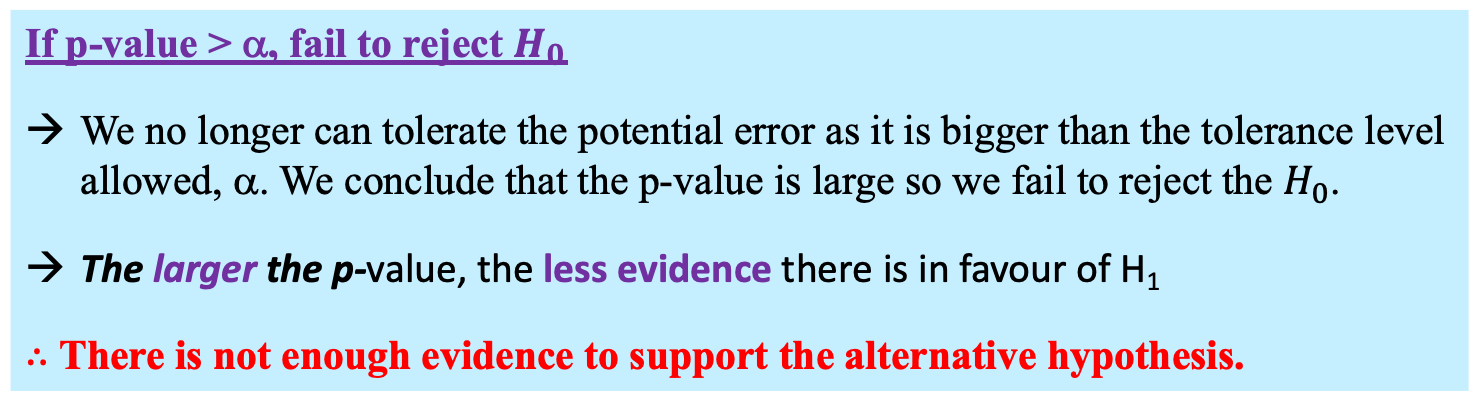 If p-value > α, fail to reject H₀
→ We no longer can tolerate the potential error as it is bigger than the tolerance level
allowed, α. We conclude that the p-value is large so we fail to reject the H₀.
→ The larger the p-value, the less evidence there is in favour of H₁
∴ There is not enough evidence to support the alternative hypothesis.